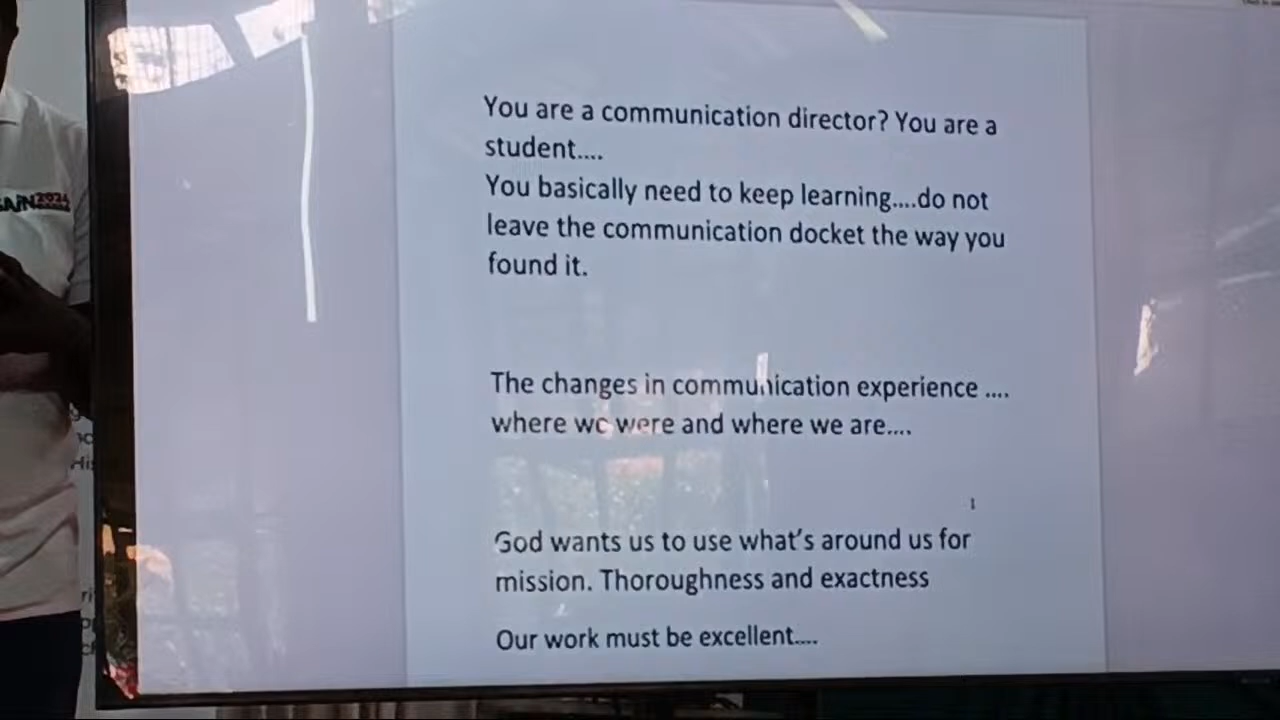 You are a communication director? You are a
student....
You basically need to keep learning....do not
leave the communication docket the way you
found it.
The changes in communication experience ....
where we were and where we are....
God wants us to use what's around us for
mission. Thoroughness and exactness
Our work must be excellent....